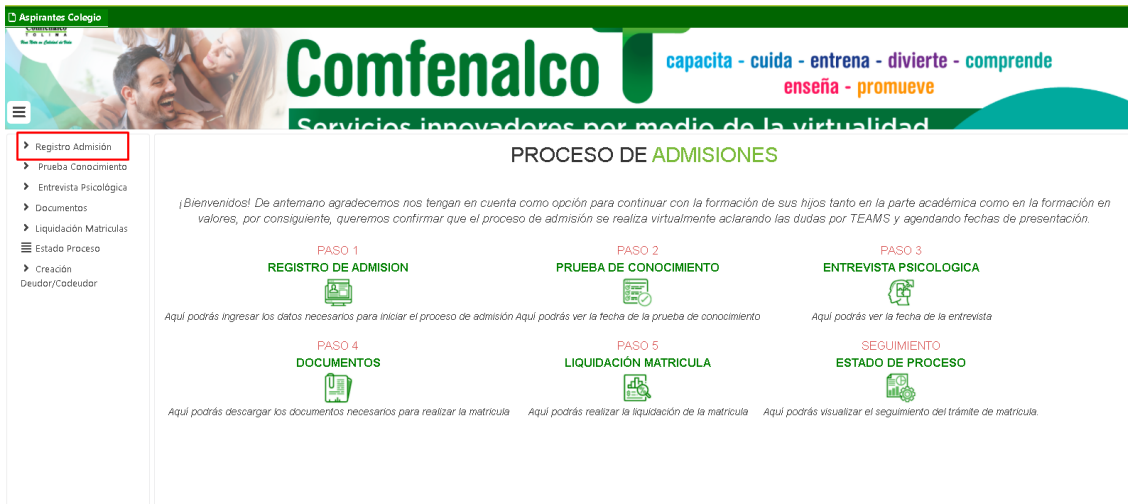 Aspirantes Colegio
Comfenalco
TOLIMA
Comfenalco
capacita - cuida - entrena - divierte - comprende
enseña - promueve
Servicios innovadores por medio de la virtualidad
Registro Admisión
Prueba Conocimiento
Entrevista Psicológica
Documentos
Liquidación Matriculas
Estado Proceso
Creación
Deudor/Codeudor
PROCESO DE ADMISIONES
¡Bienvenidos! De antemano agradecemos nos tengan en cuenta como opción para continuar con la formación de sus hijos tanto en la parte académica como en la formación en
valores, por consiguiente, queremos confirmar que el proceso de admisión se realiza virtualmente aclarando las dudas por TEAMS y agendando fechas de presentación.
PASO 1
REGISTRO DE ADMISION
Aquí podrás ingresar los datos necesarios para iniciar el proceso de admisión
PASO 2
PRUEBA DE CONOCIMIENTO
Aquí podrás ver la fecha de la prueba de conocimiento
PASO 3
ENTREVISTA PSICOLOGICA
Aquí podrás ver la fecha de la entrevista
PASO 4
DOCUMENTOS
Aquí podrás descargar los documentos necesarios para realizar la matricula
PASO 5
LIQUIDACIÓN MATRICULA
Aquí podrás realizar la liquidación de la matricula
SEGUIMIENTO
ESTADO DE PROCESO
Aquí podrás visualizar el seguimiento del trámite de matricula.